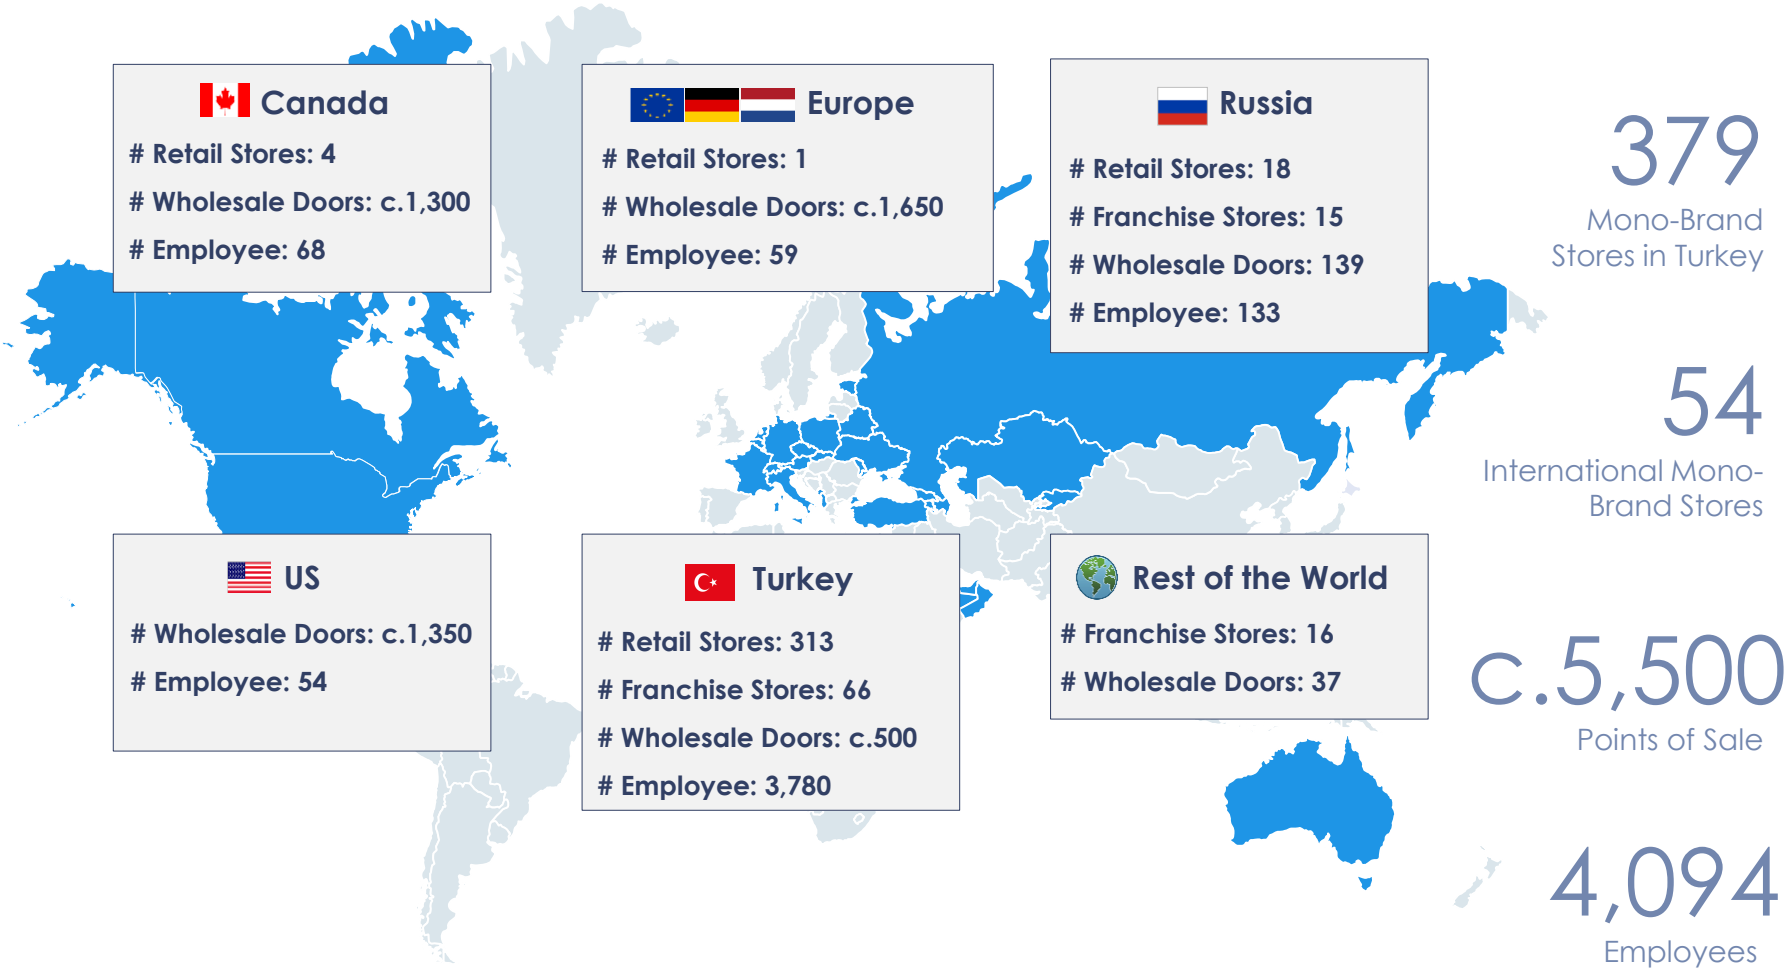 Canada
# Retail Stores: 4
# Wholesale Doors: c.1,300
# Employee: 68
Europe
# Retail Stores: 1
# Wholesale Doors: c.1,650
# Employee: 59
Russia
# Retail Stores: 18
# Franchise Stores: 15
# Wholesale Doors: 139
# Employee: 133
379
Mono-Brand
Stores in Turkey
54
International Mono-
Brand Stores
US
# Wholesale Doors: c.1,350
# Employee: 54
Turkey
# Retail Stores: 313
# Franchise Stores: 66
# Wholesale Doors: c.500
# Employee: 3,780
Rest of the World
# Franchise Stores: 16
# Wholesale Doors: 37
c.5,500
Points of Sale
4,094
Employees